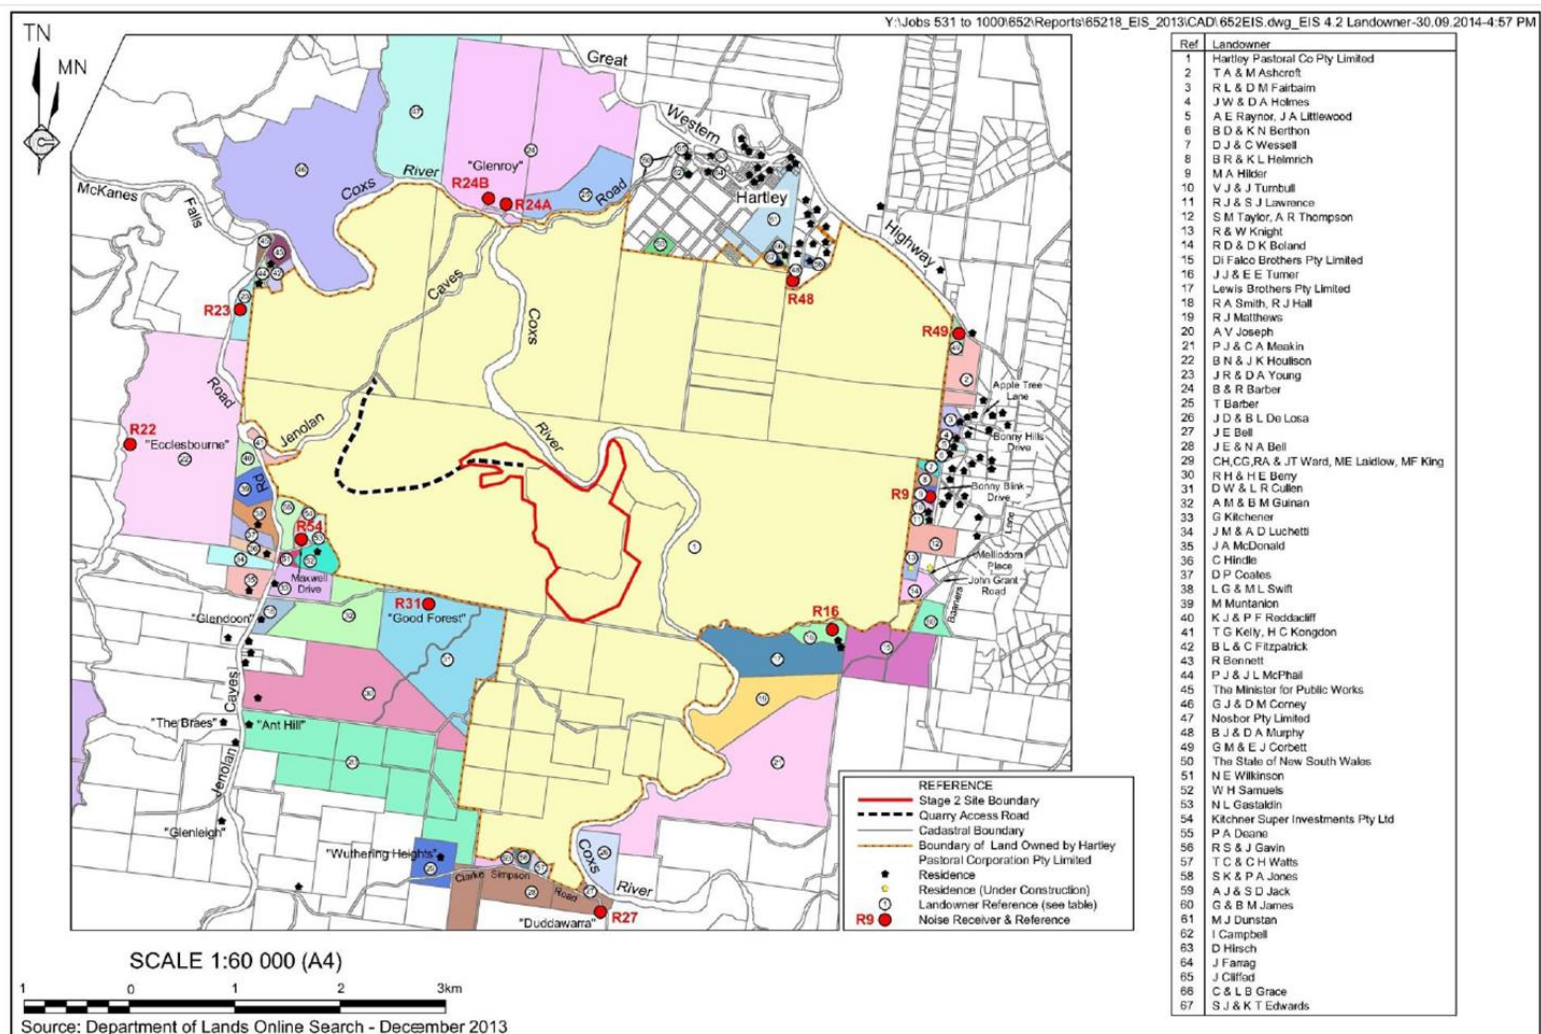 Y:\Jobs 531 to 1000\652\Reports\65218_EIS_2013\CAD\652EIS.dwg_EIS 4.2 Landowner-30.09.2014-4:57 PM
TN
MN
Great
Western
Highway
McKanes
Falls
Road
Coxs
River
"Glenroy"
Road
Hartley
R24B
R24A
R23
R48
R49
Caves
Coxs
River
Jenolan
R22
"Ecclesbourne"
Rd
Apple Tree
Lane
Bonny Hills
Drive
R9
Bonny Blink
Drive
Lane
R54
Maxwell
Drive
Melliodora
Place
John Grant
Road
Baaners
R31
"Good Forest"
R16
"Glendoon"
Caves
"The Braes"
"Ant Hill"
Jenolan
"Glenleigh"
"Wuthering Heights"
Clarke Simpson
Road
Coxs
River
"Duddawarra"
R27
REFERENCE
Stage 2 Site Boundary
Quarry Access Road
Cadastral Boundary
Boundary of Land Owned by Hartley
Pastoral Corporation Pty Limited
Residence
Residence (Under Construction)
1 Landowner Reference (see table)
R9 Noise Receiver & Reference
SCALE 1:60 000 (A4)
1 0 1 2 3km
Source: Department of Lands Online Search - December 2013
Ref Landowner
1 Hartley Pastoral Co Pty Limited
2 T A & M Ashcroft
3 R L & D M Fairbairn
4 J W & D A Holmes
5 A E Raynor, J A Littlewood
6 B D & K N Berthon
7 D J & C Wessell
8 B R & K L Helmrich
9 M A Hilder
10 V J & J Turnbull
11 R J & S J Lawrence
12 S M Taylor, A R Thompson
13 R & W Knight
14 R D & D K Boland
15 Di Falco Brothers Pty Limited
16 J J & E E Turner
17 Lewis Brothers Pty Limited
18 R A Smith, R J Hall
19 R J Matthews
20 A V Joseph
21 P J & C A Meakin
22 B N & J K Houlison
23 J R & D A Young
24 B & R Barber
25 T Barber
26 J D & B L De Losa
27 J E Bell
28 J E & N A Bell
29 CH,CG,RA & JT Ward, ME Laidlow, MF King
30 R H & H E Berry
31 D W & L R Cullen
32 A M & B M Guinan
33 G Kitchener
34 J M & A D Luchetti
35 J A McDonald
36 C Hindle
37 D P Coates
38 L G & M L Swift
39 M Muntanion
40 K J & P F Reddacliff
41 T G Kelly, H C Kongdon
42 B L & C Fitzpatrick
43 R Bennett
44 P J & J L McPhail
45 The Minister for Public Works
46 G J & D M Corney
47 Nosbor Pty Limited
48 B J & D A Murphy
49 G M & E J Corbett
50 The State of New South Wales
51 N E Wilkinson
52 W H Samuels
53 N L Gastaldin
54 Kitchner Super Investments Pty Ltd
55 P A Deane
56 R S & J Gavin
57 T C & C H Watts
58 S K & P A Jones
59 A J & S D Jack
60 G & B M James
61 M J Dunstan
62 I Campbell
63 D Hirsch
64 J Farrag
65 J Cliffed
66 C & L B Grace
67 S J & K T Edwards